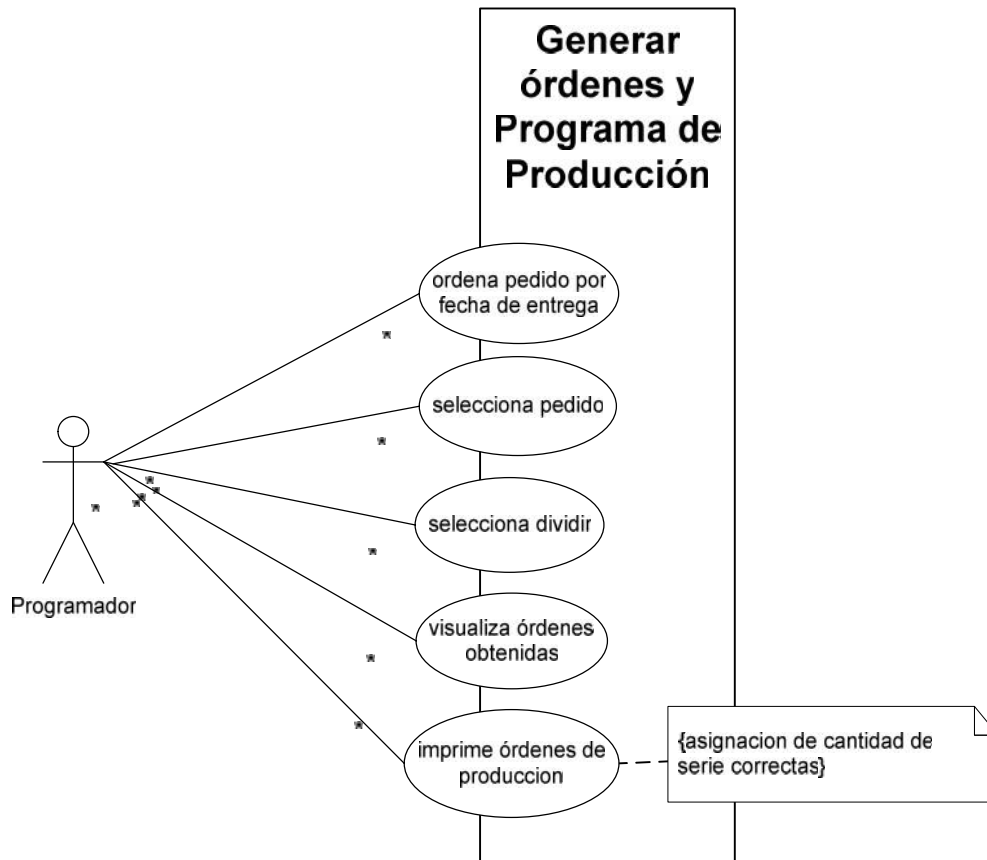 Generar
órdenes y
Programa de
Producción
ordena pedido por
fecha de entrega
*
selecciona pedido
*
selecciona dividir
*
Programador
* * * * *
visualiza órdenes
obtenidas
*
imprime órdenes de
produccion
*
{asignacion de cantidad de
serie correctas}